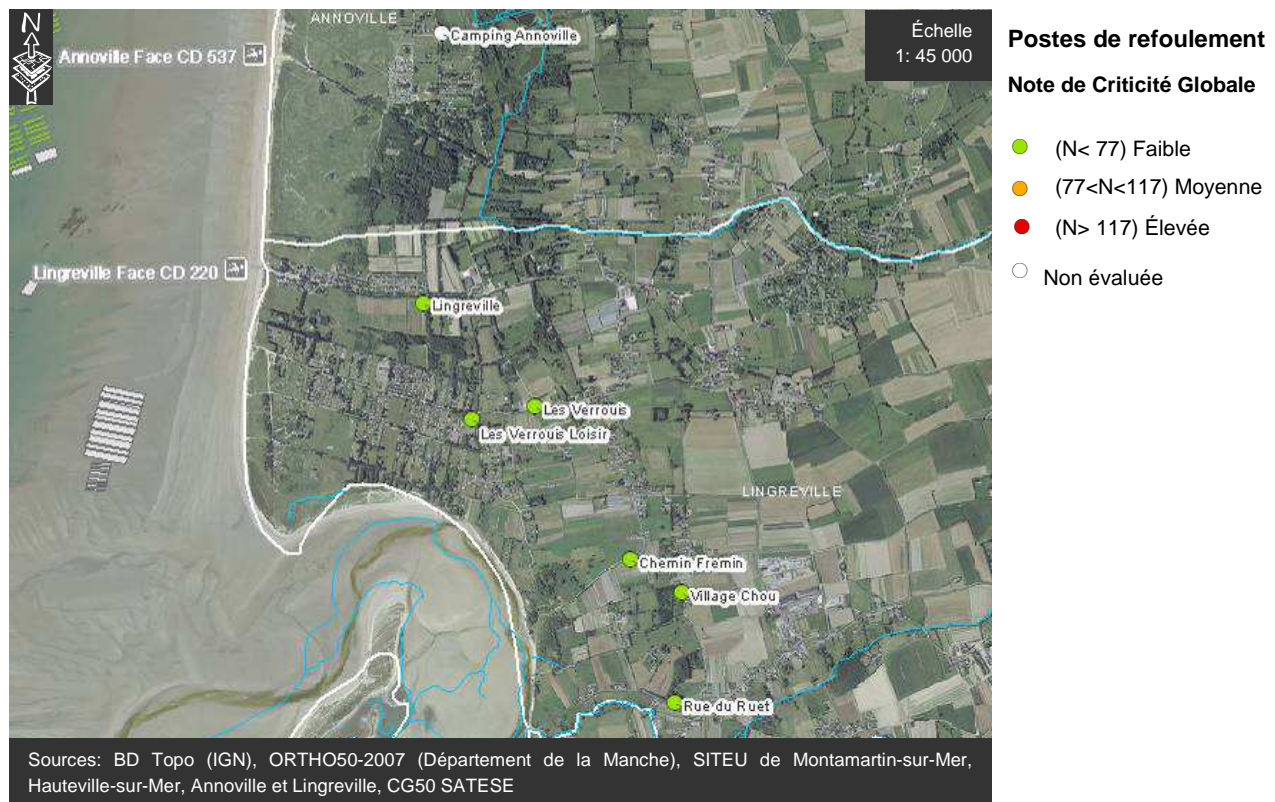 N
ANNOVILLE
Camping Annoville
Annoville Face CD 537
Échelle
1: 45 000
Lingreville Face CD 220
Lingreville
Les Verrouis
Les Verrouis Loisir
LINGREVILLE
Chemin Fremin
Village Chou
Rue du Ruet
Sources: BD Topo (IGN), ORTHO50-2007 (Département de la Manche), SITEU de Montamartin-sur-Mer,
Hauteville-sur-Mer, Annoville et Lingreville, CG50 SATESE
Postes de refoulement
Note de Criticité Globale
(N< 77) Faible
(77<N<117) Moyenne
(N> 117) Élevée
Non évaluée